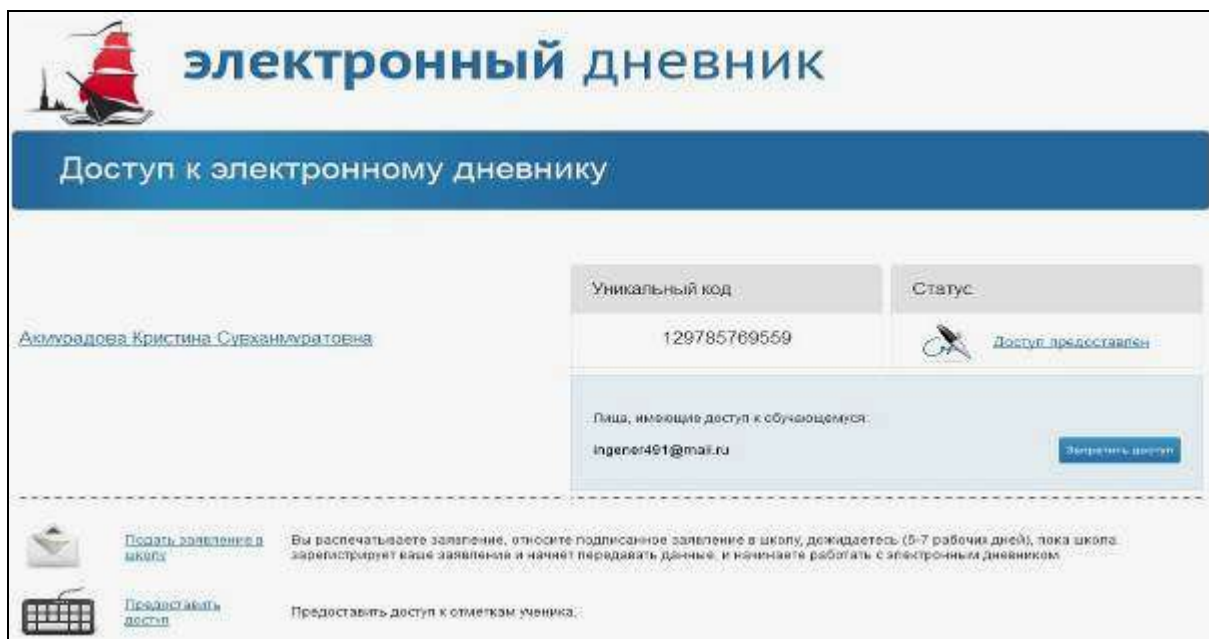 электронный дневник
Доступ к электронному дневнику
Уникальный код
Статус
Акмурадова Кристина Сувханмуратовна
129785769559
Доступ предоставлен
Лица, имеющие доступ к обучающемуся:
ingener491@mail.ru
Запретить доступ
Подать заявление в
школу
Вы распечатываете заявление, относите подписанное заявление в школу, дожидаетесь (5-7 рабочих дней), пока школа
зарегистрирует ваше заявление и начнет передавать данные, и начинаете работать с электронным дневником
Предоставить
доступ
Предоставить доступ к отметкам ученика.